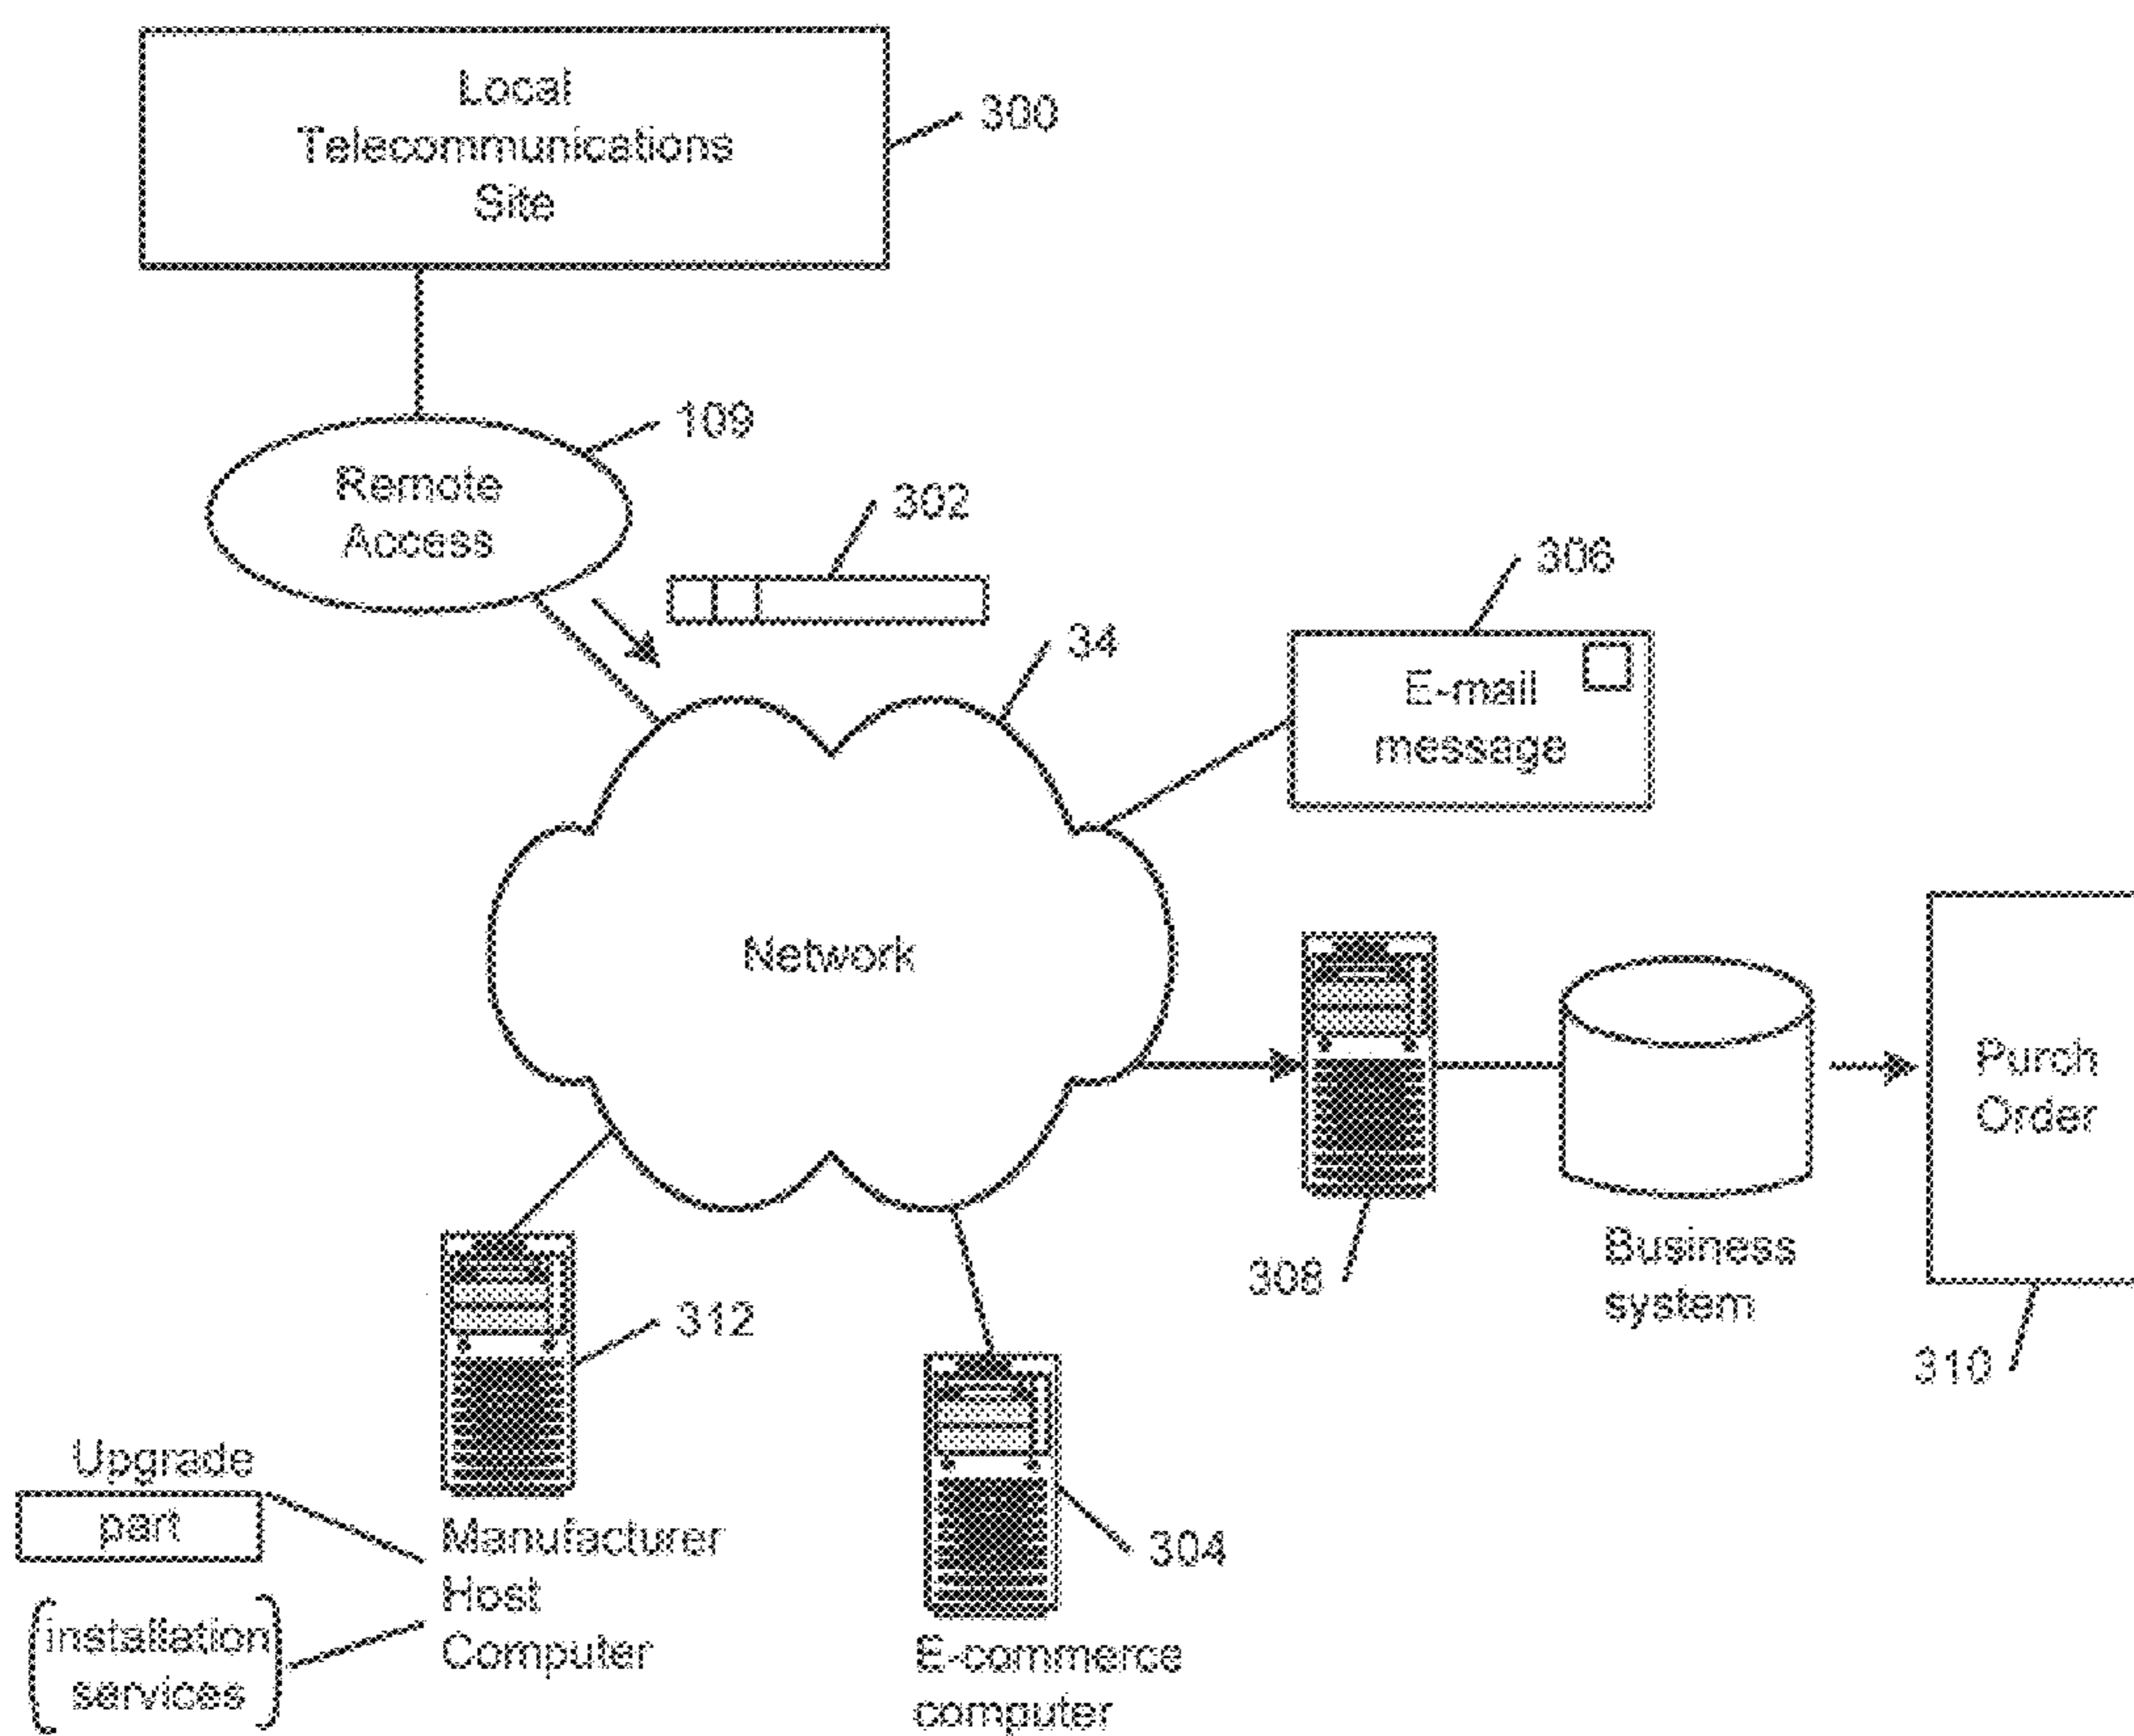 Local
Telecommunications
Site
300
109
Remote
Access
302
306
34
E-mail
message
Network
Purch
Order
308
Business
system
310
312
Upgrade
part
Manufacturer
Host
Computer
installation
services
304
E-commerce
computer